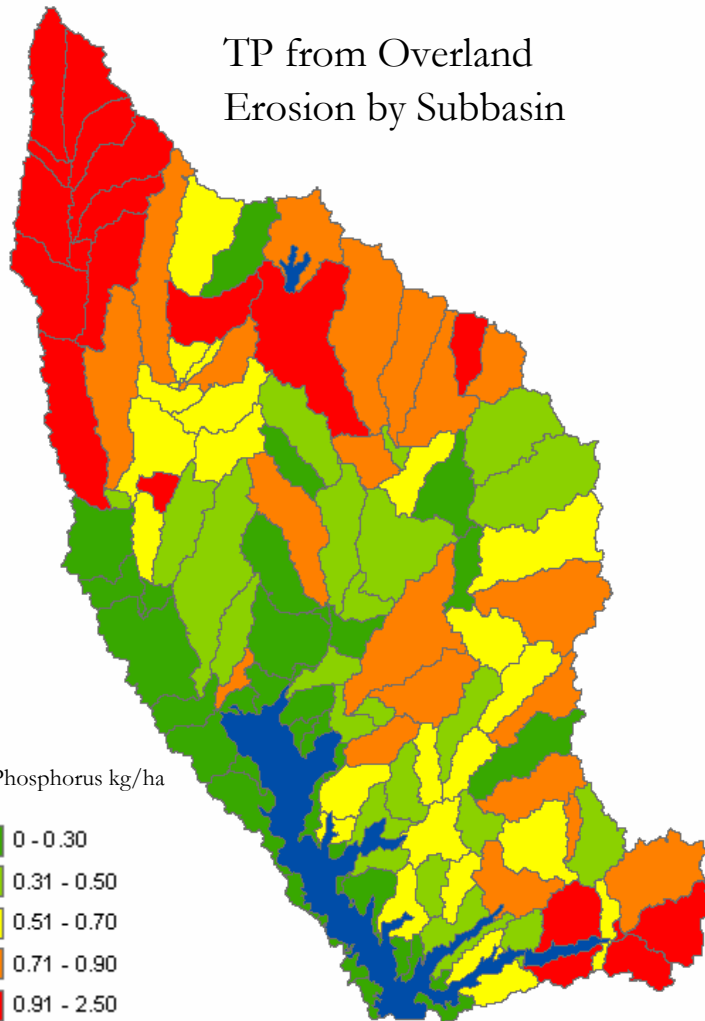 TP from Overland
Erosion by Subbasin
Phosphorus kg/ha
0 - 0.30
0.31 - 0.50
0.51 - 0.70
0.71 - 0.90
0.91 - 2.50